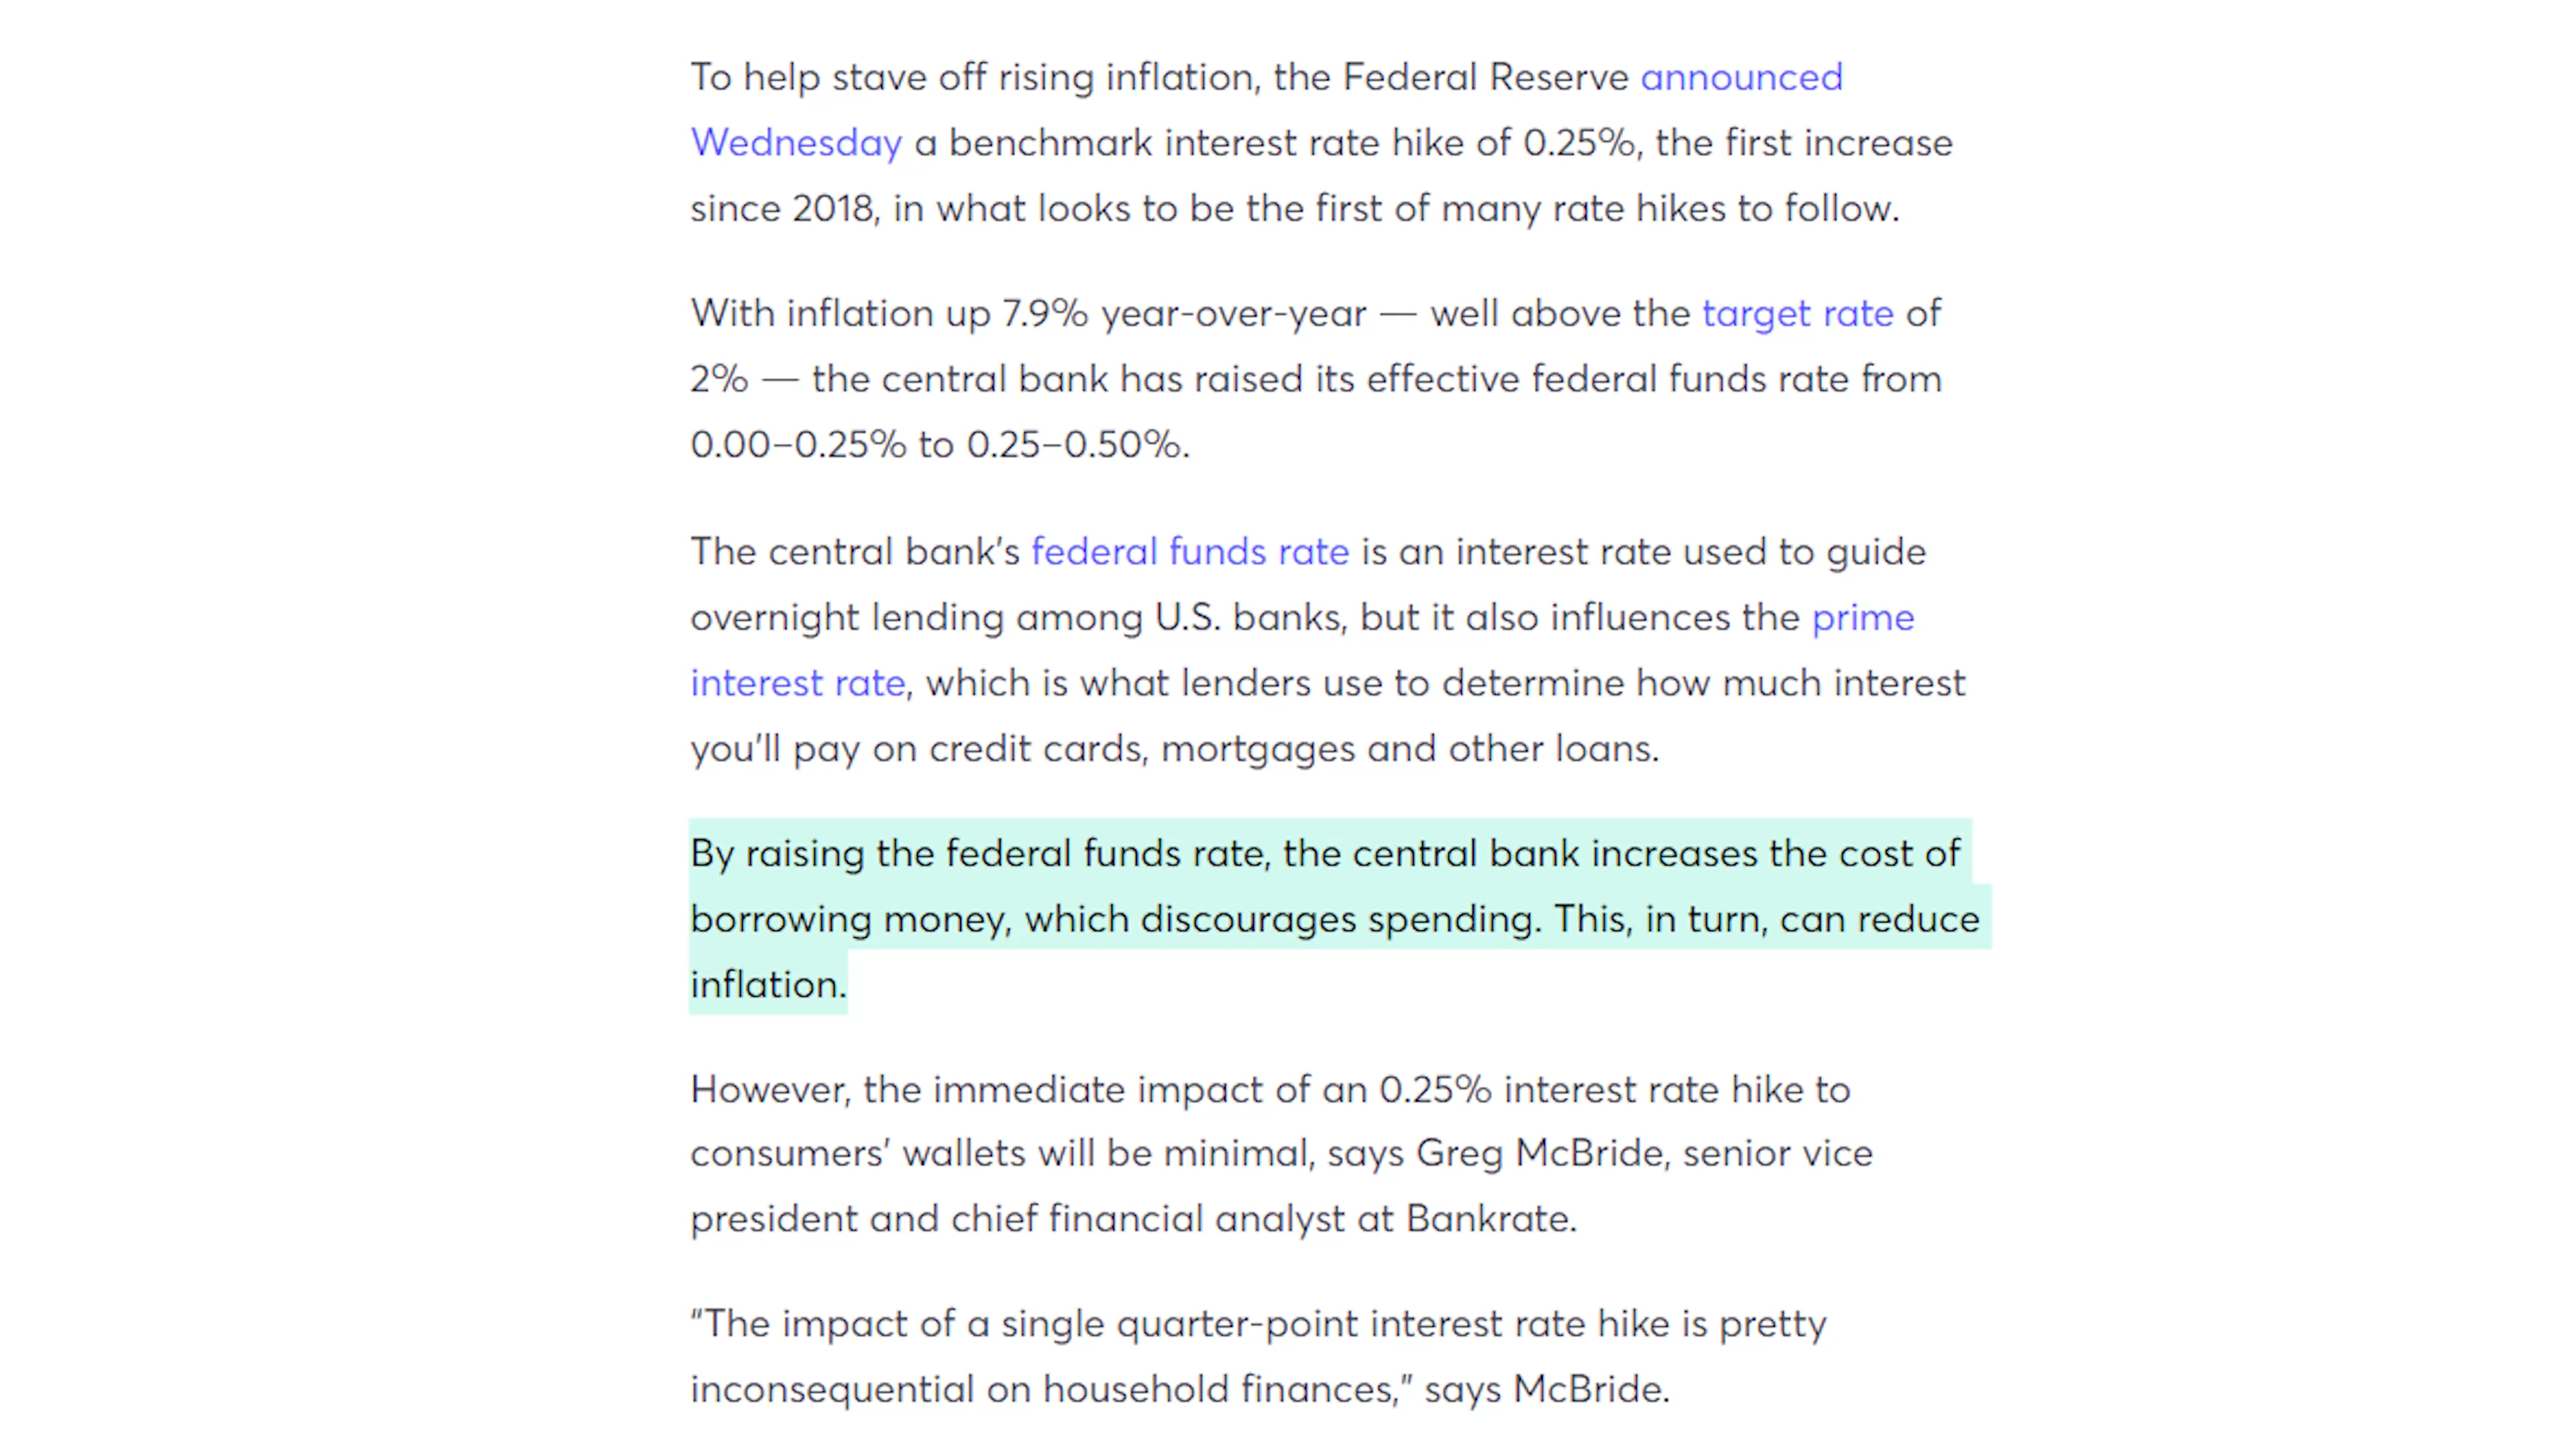 To help stave off rising inflation, the Federal Reserve announced
Wednesday a benchmark interest rate hike of 0.25%, the first increase
since 2018, in what looks to be the first of many rate hikes to follow.
With inflation up 7.9% year-over-year — well above the target rate of
2% — the central bank has raised its effective federal funds rate from
0.00–0.25% to 0.25–0.50%.
The central bank’s federal funds rate is an interest rate used to guide
overnight lending among U.S. banks, but it also influences the prime
interest rate, which is what lenders use to determine how much interest
you’ll pay on credit cards, mortgages and other loans.
By raising the federal funds rate, the central bank increases the cost of
borrowing money, which discourages spending. This, in turn, can reduce
inflation.
However, the immediate impact of an 0.25% interest rate hike to
consumers’ wallets will be minimal, says Greg McBride, senior vice
president and chief financial analyst at Bankrate.
“The impact of a single quarter-point interest rate hike is pretty
inconsequential on household finances,” says McBride.